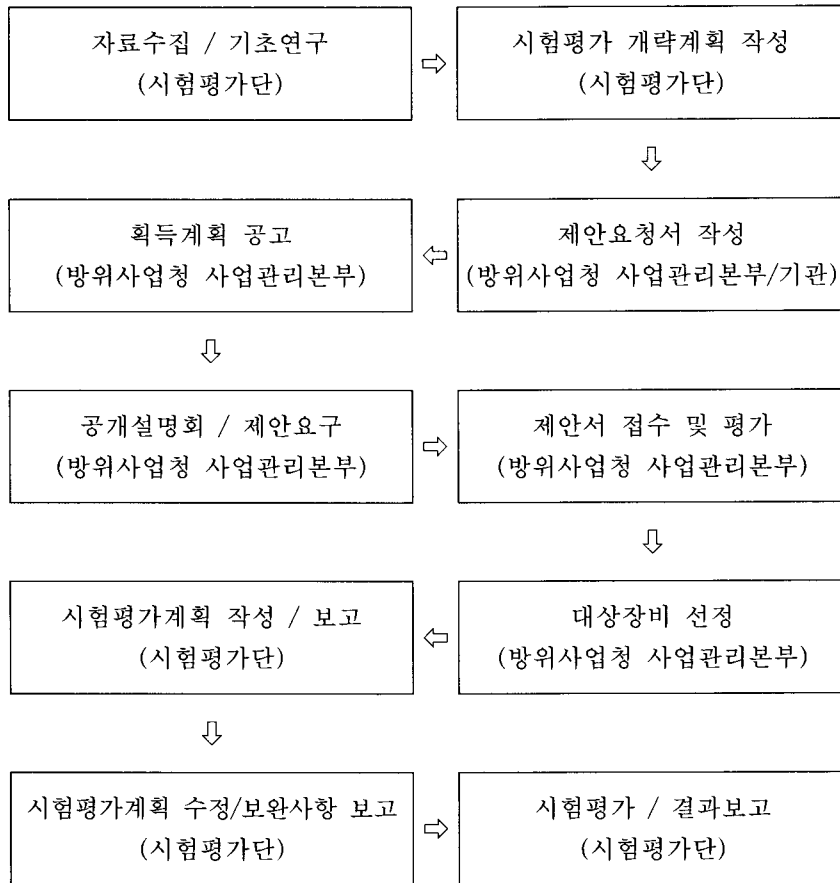 자료수집 / 기초연구
(시험평가단)
시험평가 개략계획 작성
(시험평가단)
제안요청서 작성
(방위사업청 사업관리본부/기관)
획득계획 공고
(방위사업청 사업관리본부)
공개설명회 / 제안요구
(방위사업청 사업관리본부)
제안서 접수 및 평가
(방위사업청 사업관리본부)
대상장비 선정
(방위사업청 사업관리본부)
시험평가계획 작성 / 보고
(시험평가단)
시험평가계획 수정/보완사항 보고
(시험평가단)
시험평가 / 결과보고
(시험평가단)